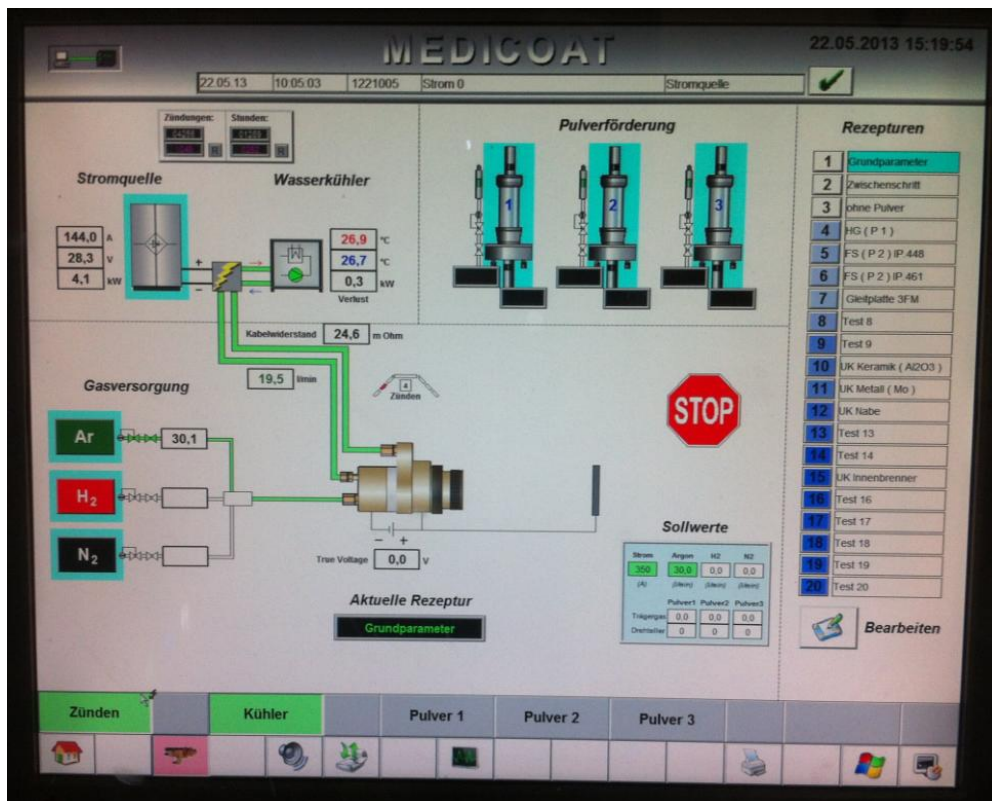 MEDICOAT
22.05.2013 15:19:54
22.05.13 10:05:03 1221005 Strom 0 Stromquelle
Zündungen: Stunden:
R R
Stromquelle
Wasserkühler
144,0 A
28,3 V
4,1 kW
+
−
26,9 °C
26,7 °C
0,3 kW
Verlust
Kabelwiderstand 24,6 m Ohm
19,5 l/min
4
Zünden
Gasversorgung
Ar 30,1
H2
N2
− +
True Voltage 0,0 V
Aktuelle Rezeptur
Grundparameter
Pulverförderung
1 2 3
STOP
Sollwerte
Strom Argon H2 N2
350 30,0 0,0 0,0
(A) (l/min) (l/min) (l/min)
Pulver1 Pulver2 Pulver3
Trägergas 0,0 0,0 0,0
Drehteller 0 0 0
Rezepturen
1 Grundparameter
2 Zwischenschritt
3 ohne Pulver
4 HG ( P 1 )
5 FS ( P 2 ) IP.448
6 FS ( P 2 ) IP.461
7 Gleitplatte 3FM
8 Test 8
9 Test 9
10 UK Keramik ( Al2O3 )
11 UK Metall ( Mo )
12 UK Nabe
13 Test 13
14 Test 14
15 UK Innenbrenner
16 Test 16
17 Test 17
18 Test 18
19 Test 19
20 Test 20
Bearbeiten
Zünden Kühler Pulver 1 Pulver 2 Pulver 3